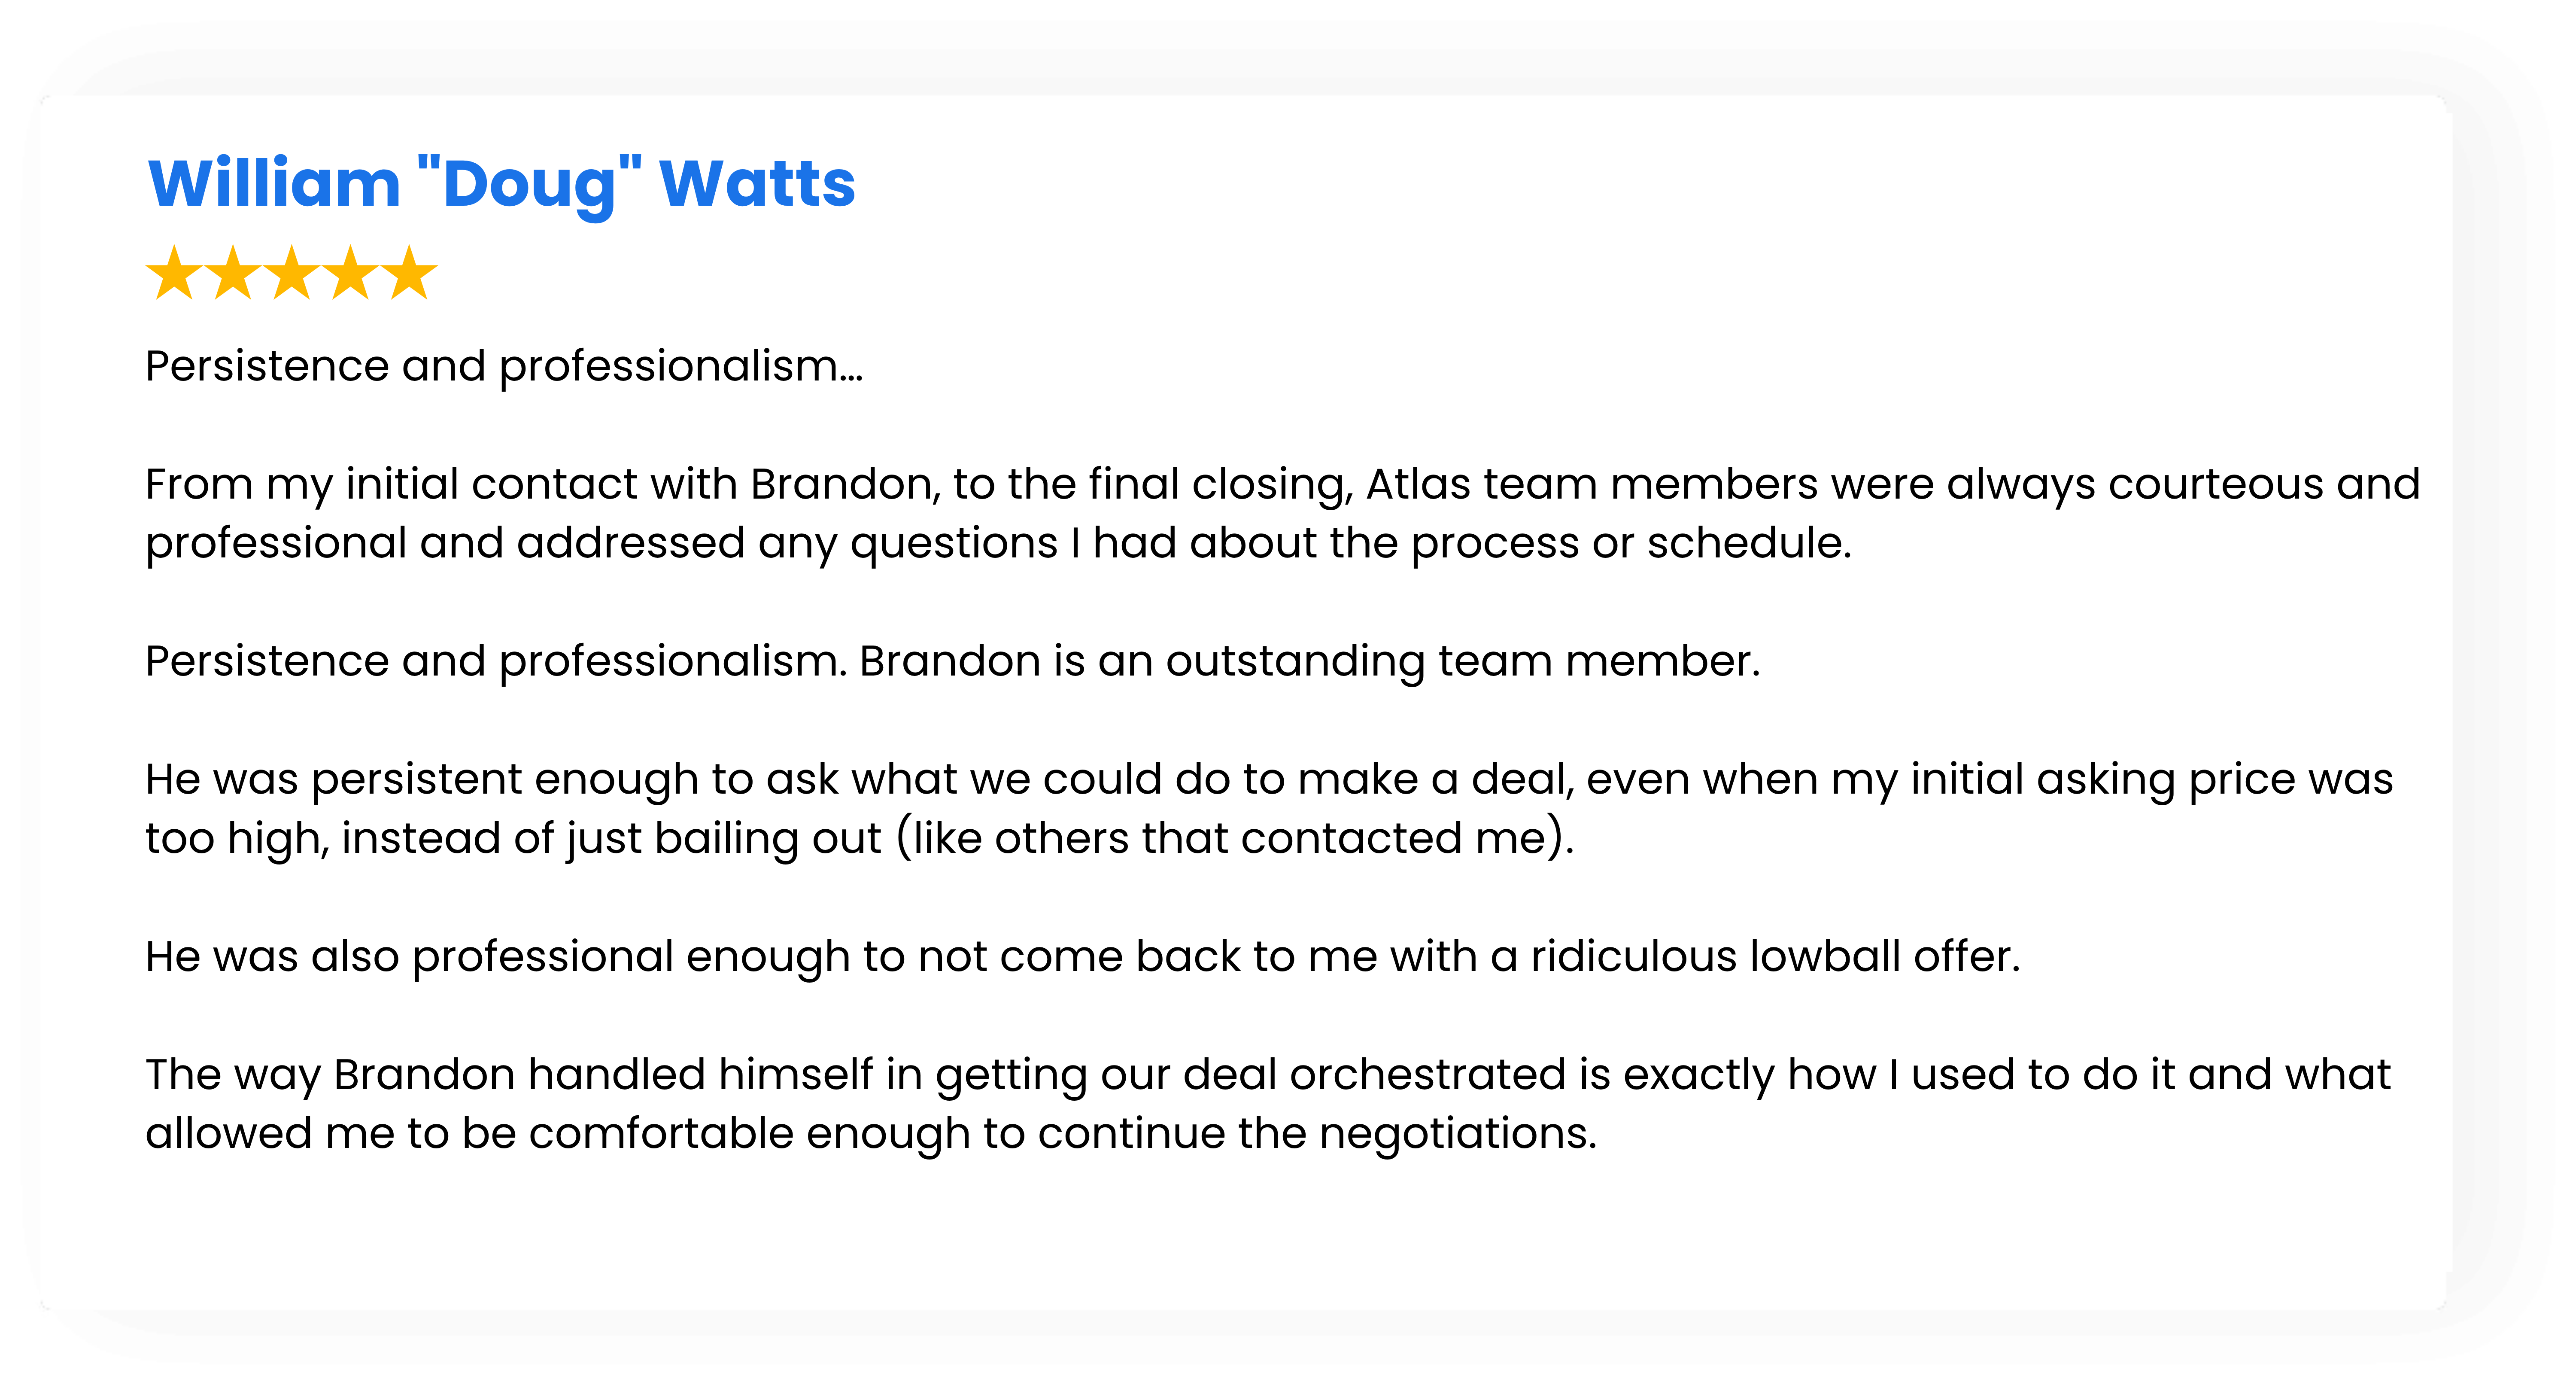 William "Doug" Watts
★★★★★
Persistence and professionalism...
From my initial contact with Brandon, to the final closing, Atlas team members were always courteous and
professional and addressed any questions I had about the process or schedule.
Persistence and professionalism. Brandon is an outstanding team member.
He was persistent enough to ask what we could do to make a deal, even when my initial asking price was
too high, instead of just bailing out (like others that contacted me).
He was also professional enough to not come back to me with a ridiculous lowball offer.
The way Brandon handled himself in getting our deal orchestrated is exactly how I used to do it and what
allowed me to be comfortable enough to continue the negotiations.